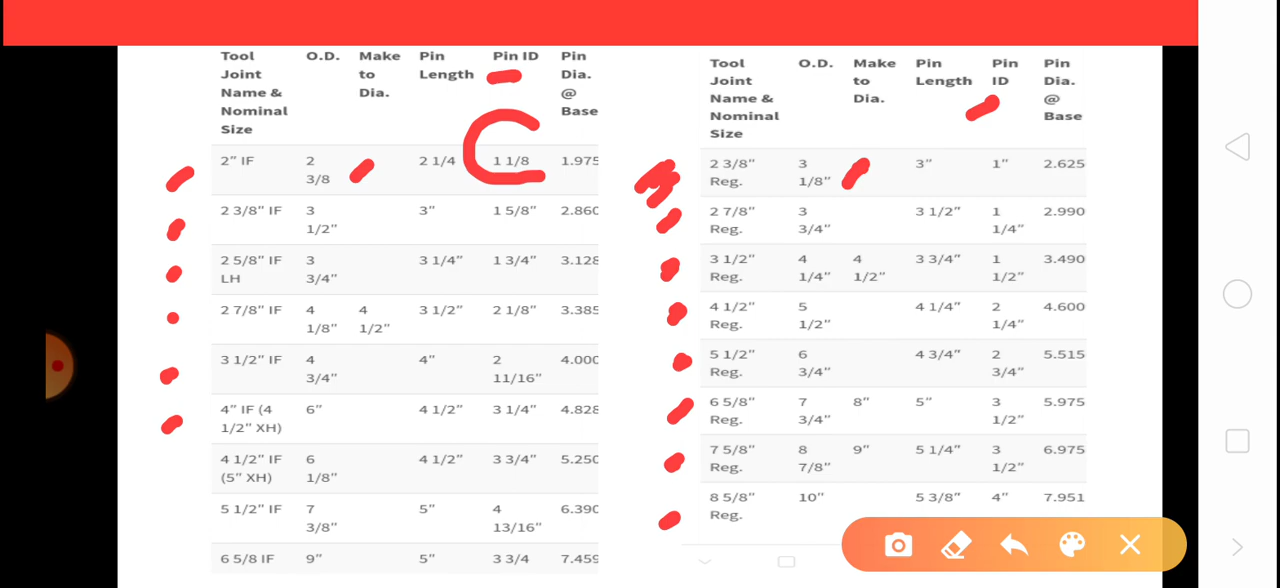 Tool Joint Name & Nominal Size O.D. Make to Dia. Pin Length Pin ID Pin Dia. @ Base
2” IF 2 3/8 2 1/4 1 1/8 1.975
2 3/8” IF 3 1/2” 3” 1 5/8” 2.860
2 5/8” IF LH 3 3/4” 3 1/4” 1 3/4” 3.128
2 7/8” IF 4 1/8” 4 1/2” 3 1/2” 2 1/8” 3.385
3 1/2” IF 4 3/4” 4” 2 11/16” 4.000
4” IF (4 1/2” XH) 6” 4 1/2” 3 1/4” 4.828
4 1/2” IF (5” XH) 6 1/8” 4 1/2” 3 3/4” 5.250
5 1/2” IF 7 3/8” 5” 4 13/16” 6.390
6 5/8 IF 9” 5” 3 3/4 7.459
Tool Joint Name & Nominal Size O.D. Make to Dia. Pin Length Pin ID Pin Dia. @ Base
2 3/8” Reg. 3 1/8” 3” 1” 2.625
2 7/8” Reg. 3 3/4” 3 1/2” 1 1/4” 2.990
3 1/2” Reg. 4 1/4” 4 1/2” 3 3/4” 1 1/2” 3.490
4 1/2” Reg. 5 1/2” 4 1/4” 2 1/4” 4.600
5 1/2” Reg. 6 3/4” 4 3/4” 2 3/4” 5.515
6 5/8” Reg. 7 3/4” 8” 5” 3 1/2” 5.975
7 5/8” Reg. 8 7/8” 9” 5 1/4” 3 1/2” 6.975
8 5/8” Reg. 10” 5 3/8” 4” 7.951